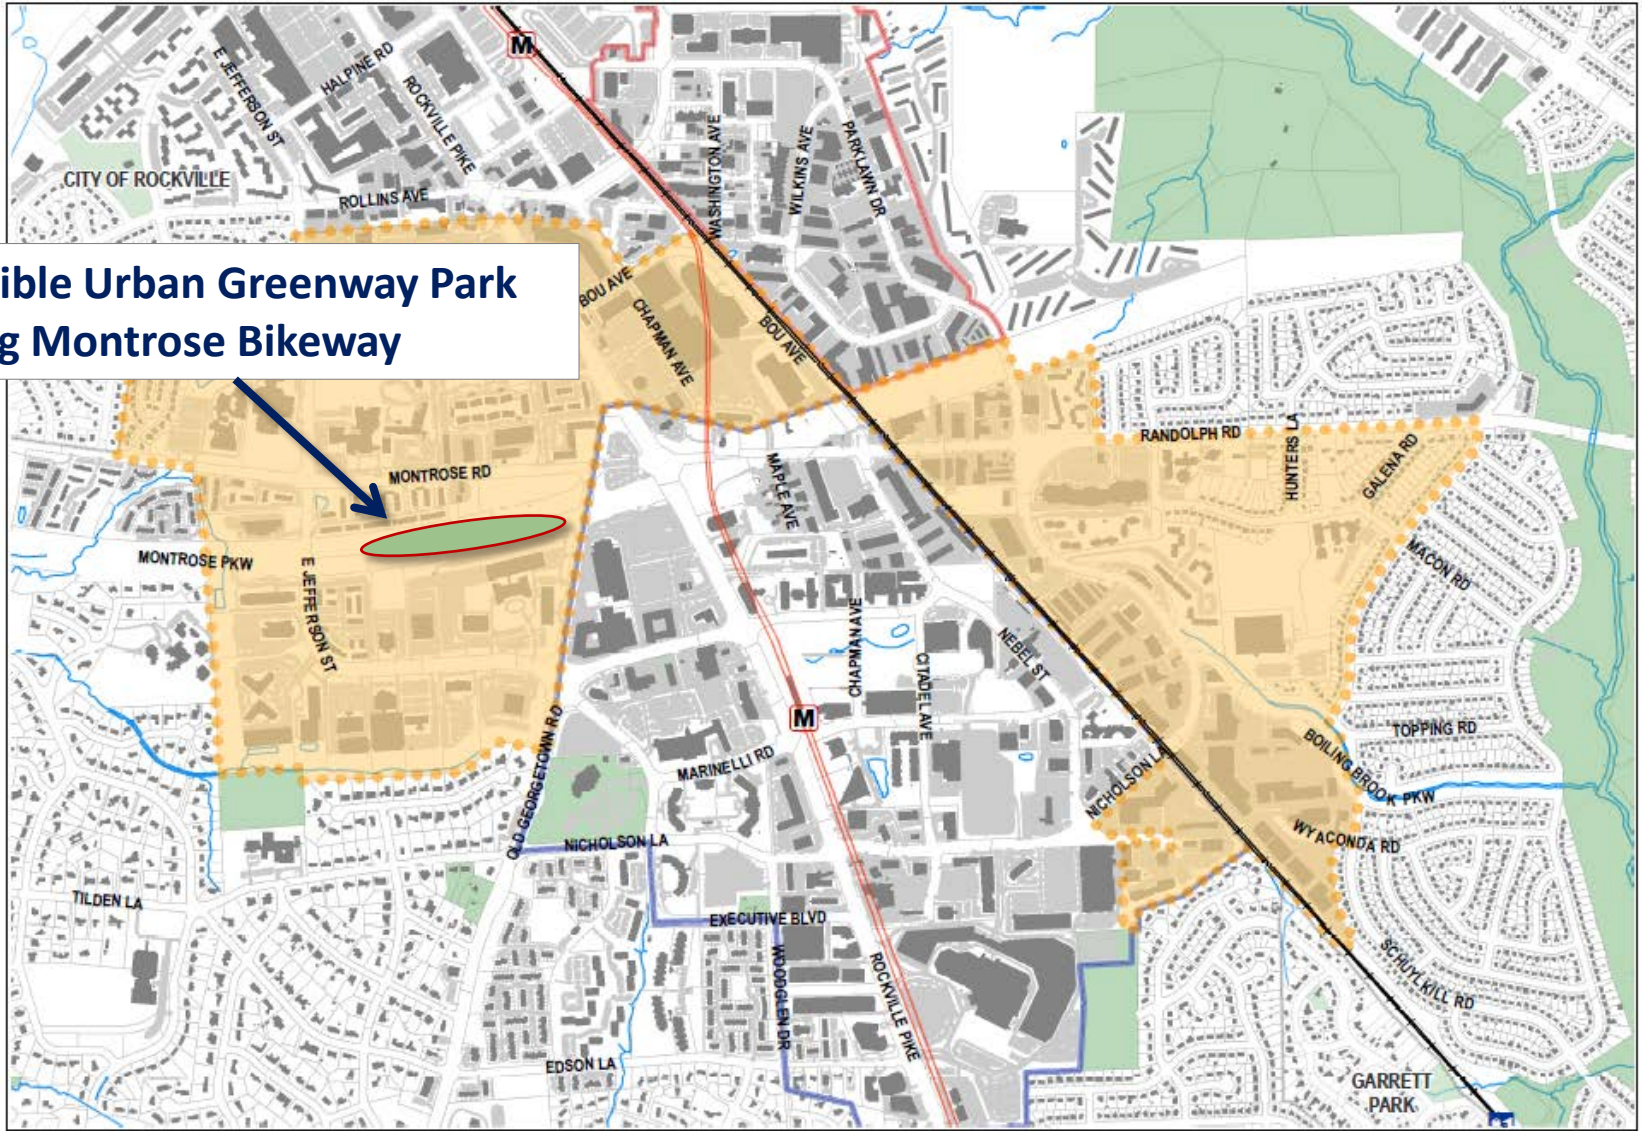 M
HALPINE RD
E JEFFERSON ST
ROCKVILLE PIKE
WASHINGTON AVE
WILKINS AVE
PARKLAWN DR
CITY OF ROCKVILLE
ROLLINS AVE
ible Urban Greenway Park
g Montrose Bikeway
BOU AVE
CHAPMAN AVE
BOU AVE
RANDOLPH RD
HUNTERS LA
GALENA RD
MONTROSE RD
MAPLE AVE
MONTROSE PKW
E JEFFERSON ST
MACON RD
CHAPMAN AVE
CITADEL AVE
NEBEL ST
M
OLD GEORGETOWN RD
MARINELLI RD
NICHOLSON LA
TOPPING RD
BOILING BROOK PKW
WYACONDA RD
NICHOLSON LA
TILDEN LA
EXECUTIVE BLVD
WOODGLEN DR
ROCKVILLE PIKE
SCHUYLKILL RD
EDSON LA
GARRETT
PARK